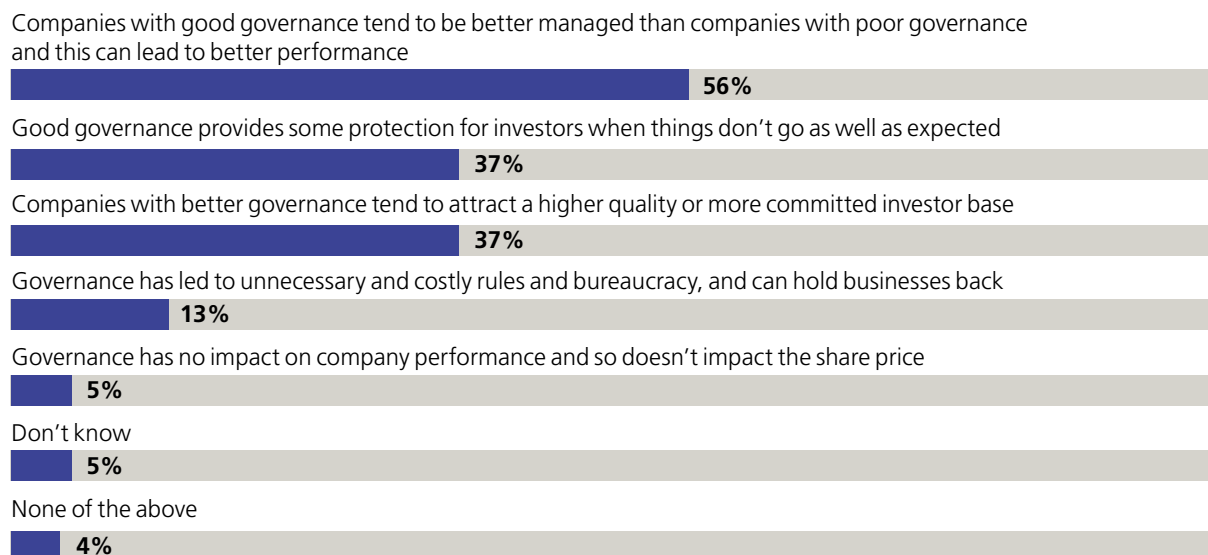 Companies with good governance tend to be better managed than companies with poor governance
and this can lead to better performance
56%
Good governance provides some protection for investors when things don’t go as well as expected
37%
Companies with better governance tend to attract a higher quality or more committed investor base
37%
Governance has led to unnecessary and costly rules and bureaucracy, and can hold businesses back
13%
Governance has no impact on company performance and so doesn’t impact the share price
5%
Don’t know
5%
None of the above
4%